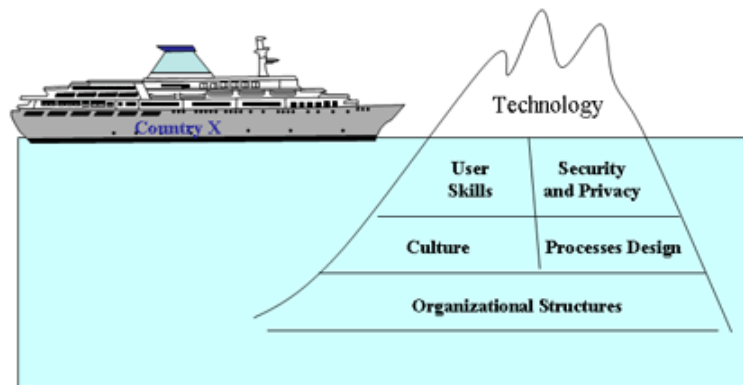 Technology
Country X
User
Skills
Security
and Privacy
Culture
Processes Design
Organizational Structures